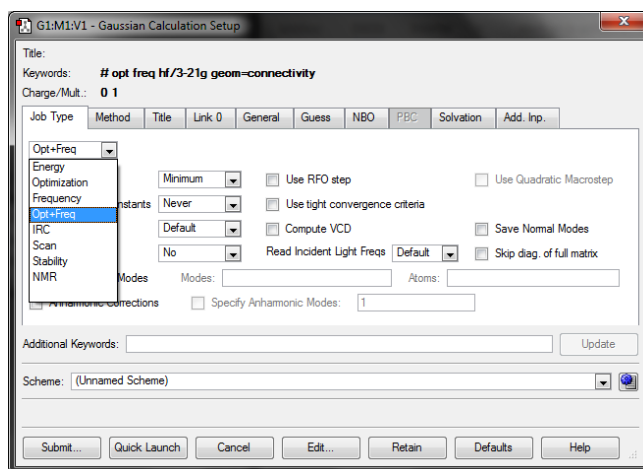 G1:M1:V1 - Gaussian Calculation Setup
Title:
Keywords: # opt freq hf/3-21g geom=connectivity
Charge/Mult.: 0 1
Job Type Method Title Link 0 General Guess NBO PBC Solvation Add. Inp.
Opt+Freq
Energy
Optimization Minimum Use RFO step Use Quadratic Macrostep
Frequency
Opt+Freq nstants Never Use tight convergence criteria
IRC Default Compute VCD Save Normal Modes
Scan
Stability No Read Incident Light Freqs Default Skip diag. of full matrix
NMR Modes Modes: Atoms:
Anharmonic Corrections Specify Anharmonic Modes: 1
Additional Keywords: Update
Scheme: (Unnamed Scheme)
Submit... Quick Launch Cancel Edit... Retain Defaults Help